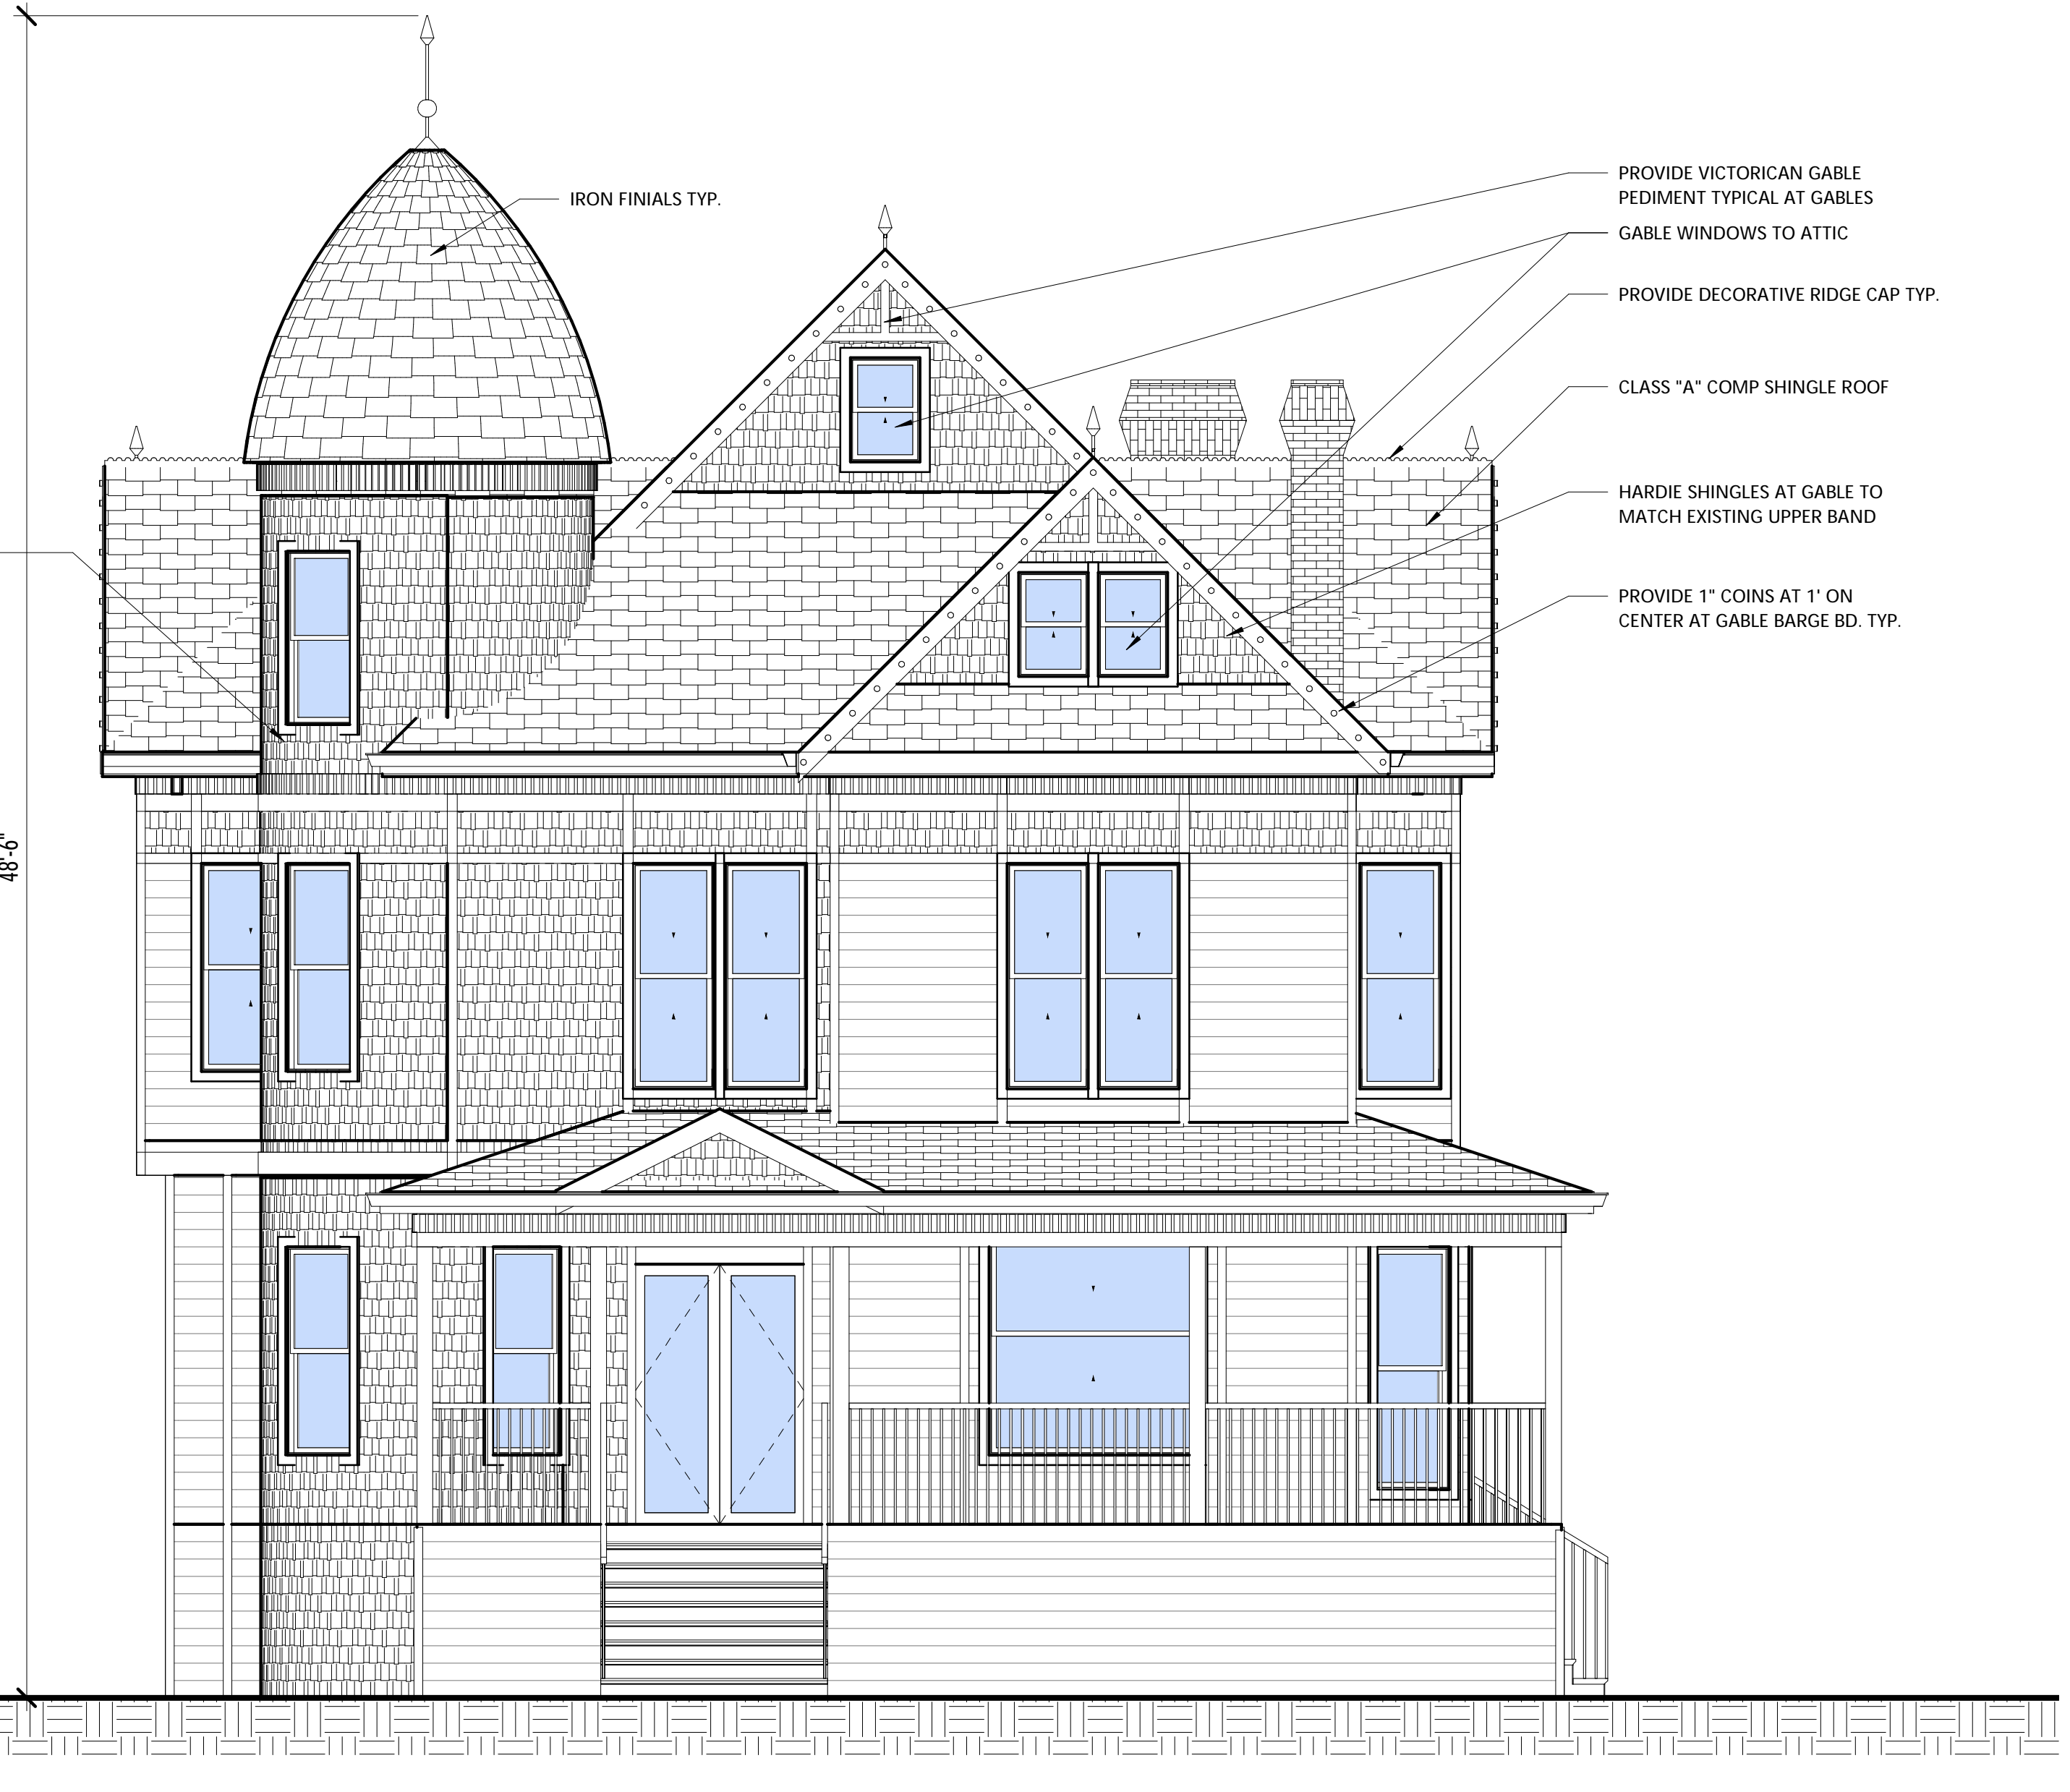 IRON FINIALS TYP.
PROVIDE VICTORICAN GABLE
PEDIMENT TYPICAL AT GABLES
GABLE WINDOWS TO ATTIC
PROVIDE DECORATIVE RIDGE CAP TYP.
CLASS "A" COMP SHINGLE ROOF
HARDIE SHINGLES AT GABLE TO
MATCH EXISTING UPPER BAND
PROVIDE 1" COINS AT 1' ON
CENTER AT GABLE BARGE BD. TYP.
48'-6"